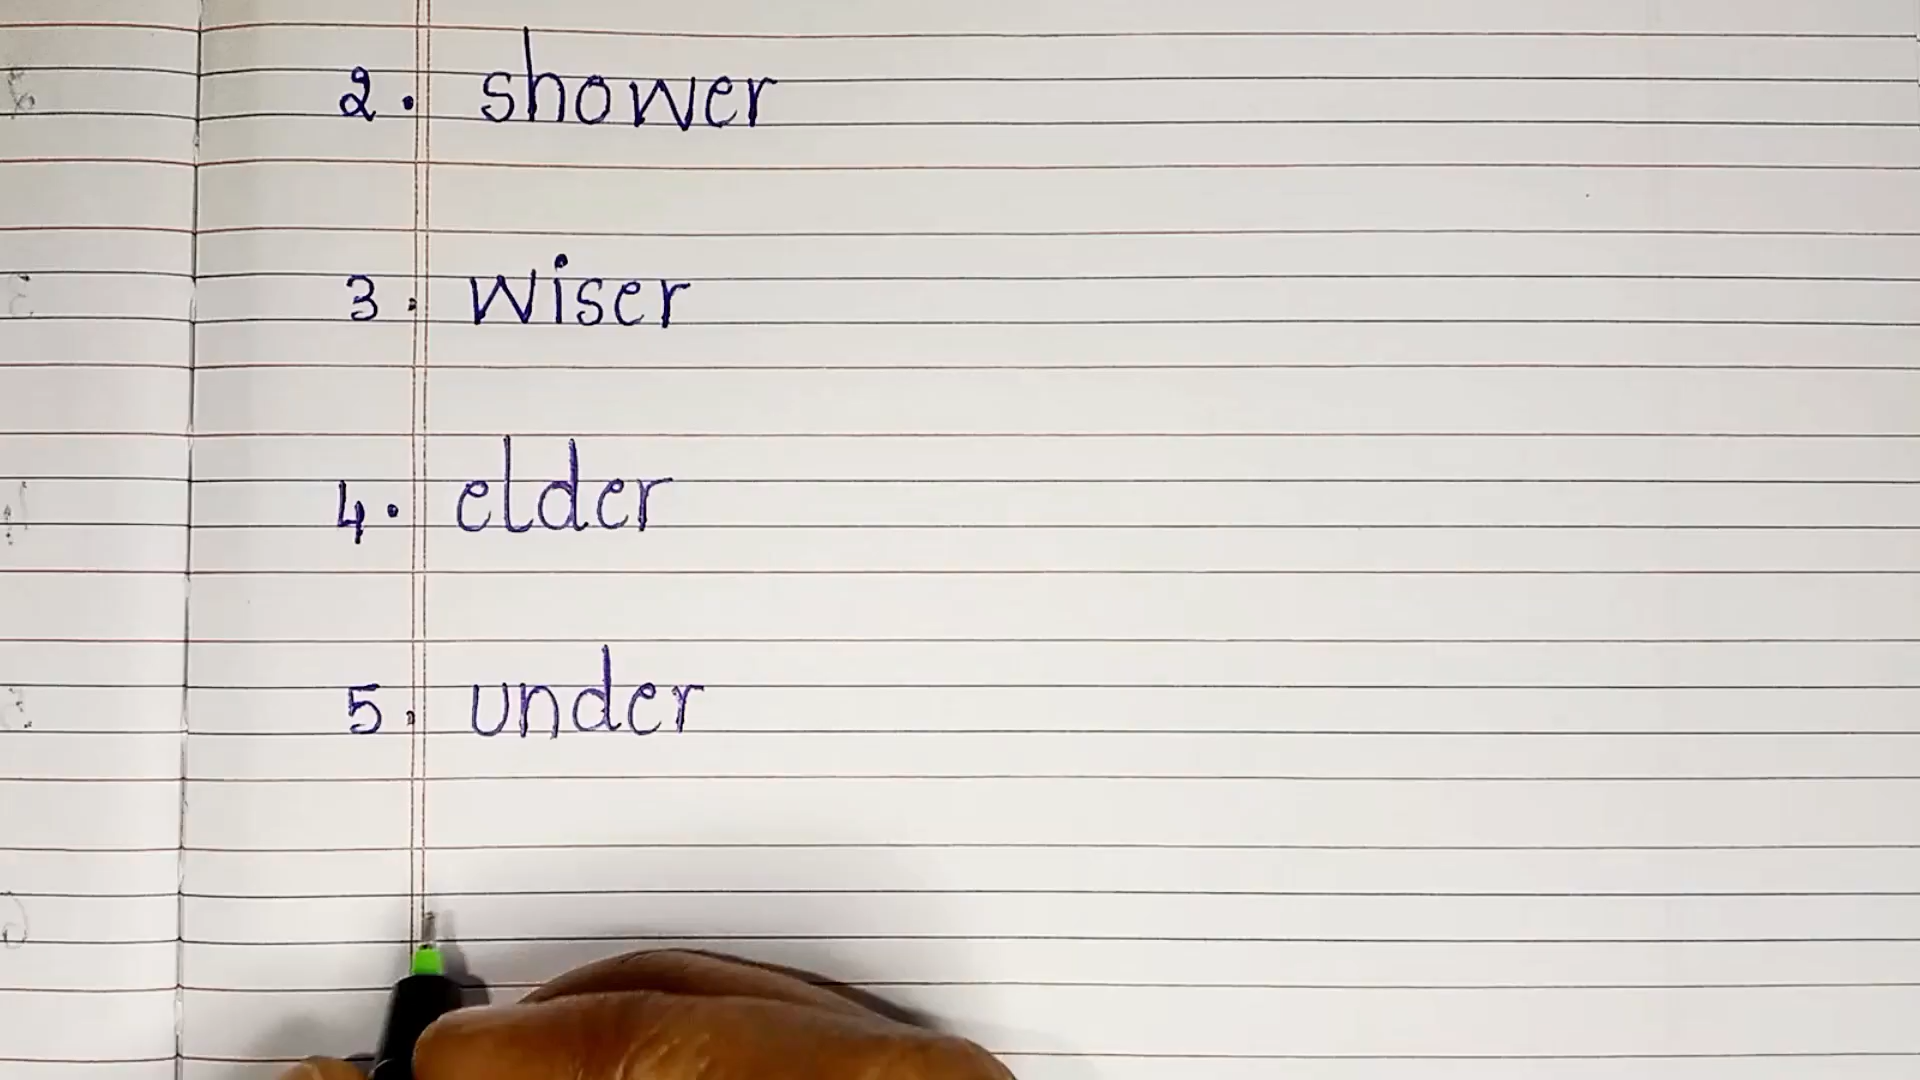 2. shower
3. wiser
4. elder
5. under